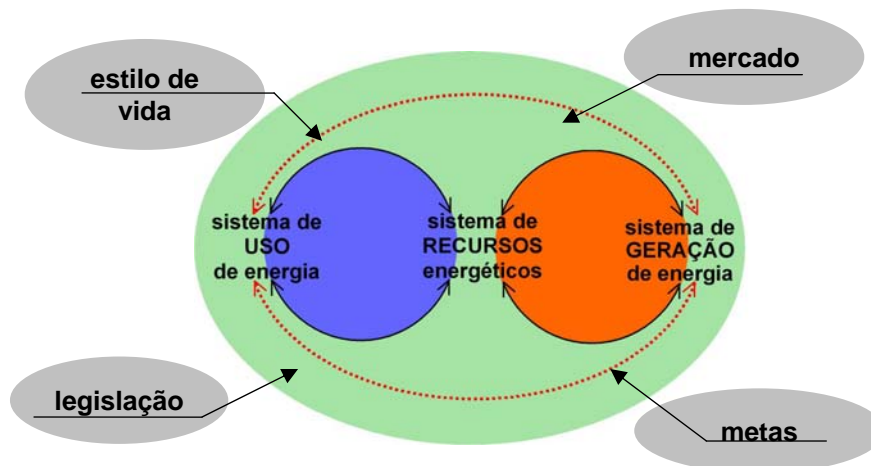 estilo de
vida
mercado
sistema de
USO
de energia
sistema de
RECURSOS
energéticos
sistema de
GERAÇÃO
de energia
legislação
metas